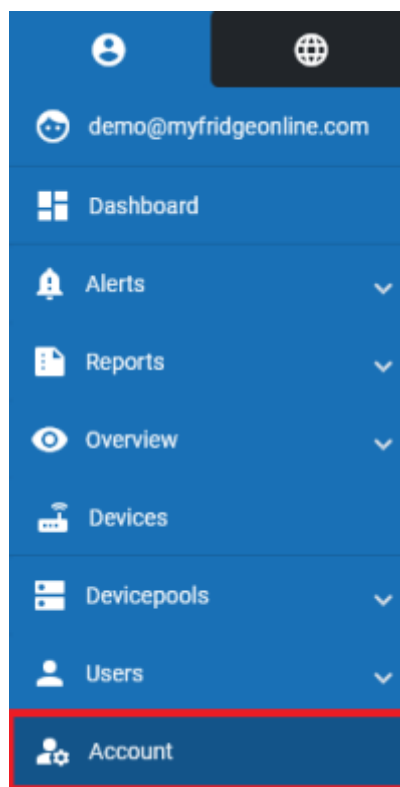 demo@myfridgeonline.com
Dashboard
Alerts
Reports
Overview
Devices
Devicepools
Users
Account